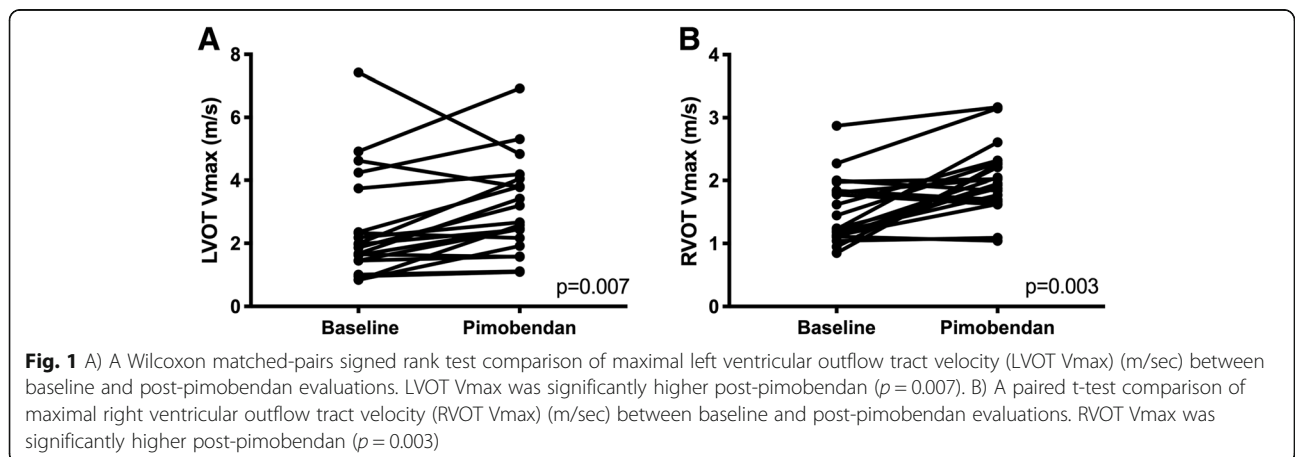 A
B
8
6
4
2
0
LVOT Vmax (m/s)
Baseline
Pimobendan
p=0.007
4
3
2
1
0
RVOT Vmax (m/s)
Baseline
Pimobendan
p=0.003
Fig. 1 A) A Wilcoxon matched-pairs signed rank test comparison of maximal left ventricular outflow tract velocity (LVOT Vmax) (m/sec) between
baseline and post-pimobendan evaluations. LVOT Vmax was significantly higher post-pimobendan (p = 0.007). B) A paired t-test comparison of
maximal right ventricular outflow tract velocity (RVOT Vmax) (m/sec) between baseline and post-pimobendan evaluations. RVOT Vmax was
significantly higher post-pimobendan (p = 0.003)